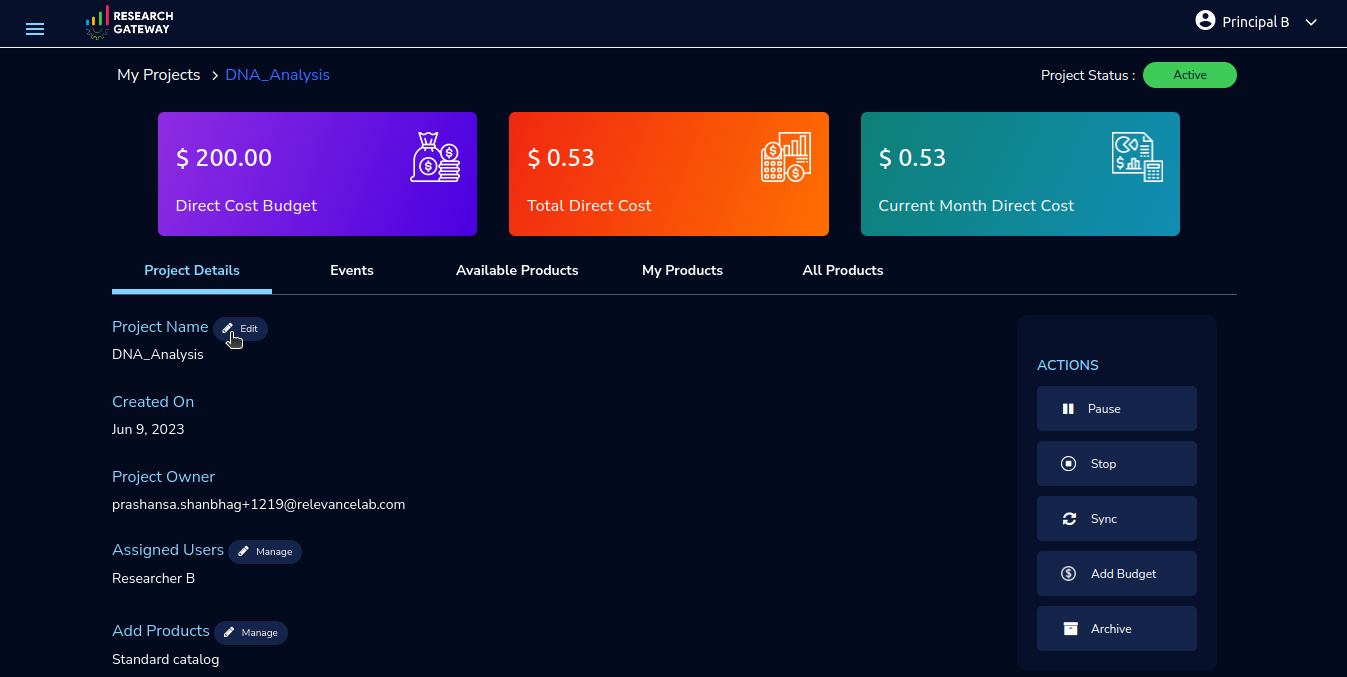 RESEARCH
GATEWAY
Principal B
My Projects > DNA_Analysis
Project Status :
Active
$ 200.00
Direct Cost Budget
$ 0.53
Total Direct Cost
$ 0.53
Current Month Direct Cost
Project Details
Events
Available Products
My Products
All Products
Project Name
Edit
DNA_Analysis
Created On
Jun 9, 2023
Project Owner
prashansa.shanbhag+1219@relevancelab.com
Assigned Users
Manage
Researcher B
Add Products
Manage
Standard catalog
ACTIONS
Pause
Stop
Sync
Add Budget
Archive